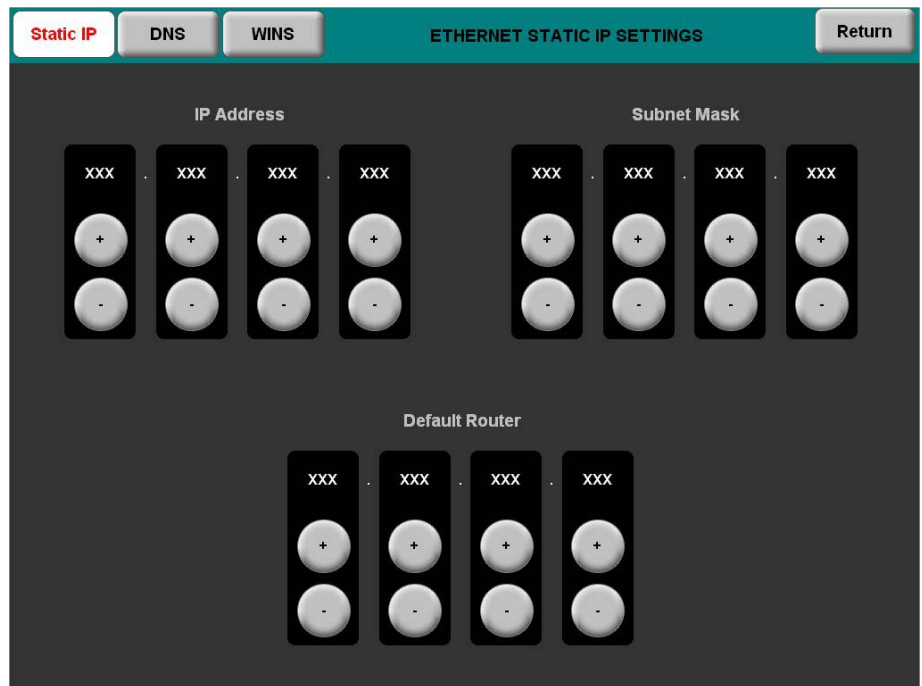 Static IP DNS WINS ETHERNET STATIC IP SETTINGS Return
IP Address Subnet Mask
XXX . XXX . XXX . XXX XXX . XXX . XXX . XXX
+ + + + + + + +
- - - - - - - -
Default Router
XXX . XXX . XXX . XXX
+ + + +
- - - -